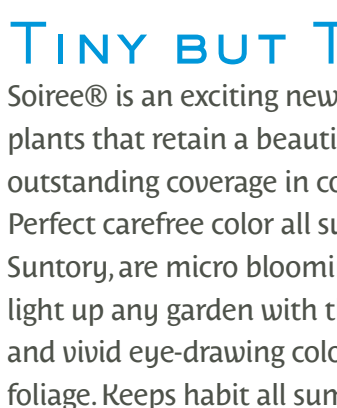 TINY BUT T
Soiree® is an exciting new
plants that retain a beauti
outstanding coverage in co
Perfect carefree color all su
Suntory, are micro bloomi
light up any garden with t
and vivid eye-drawing colo
foliage. Keeps habit all sum